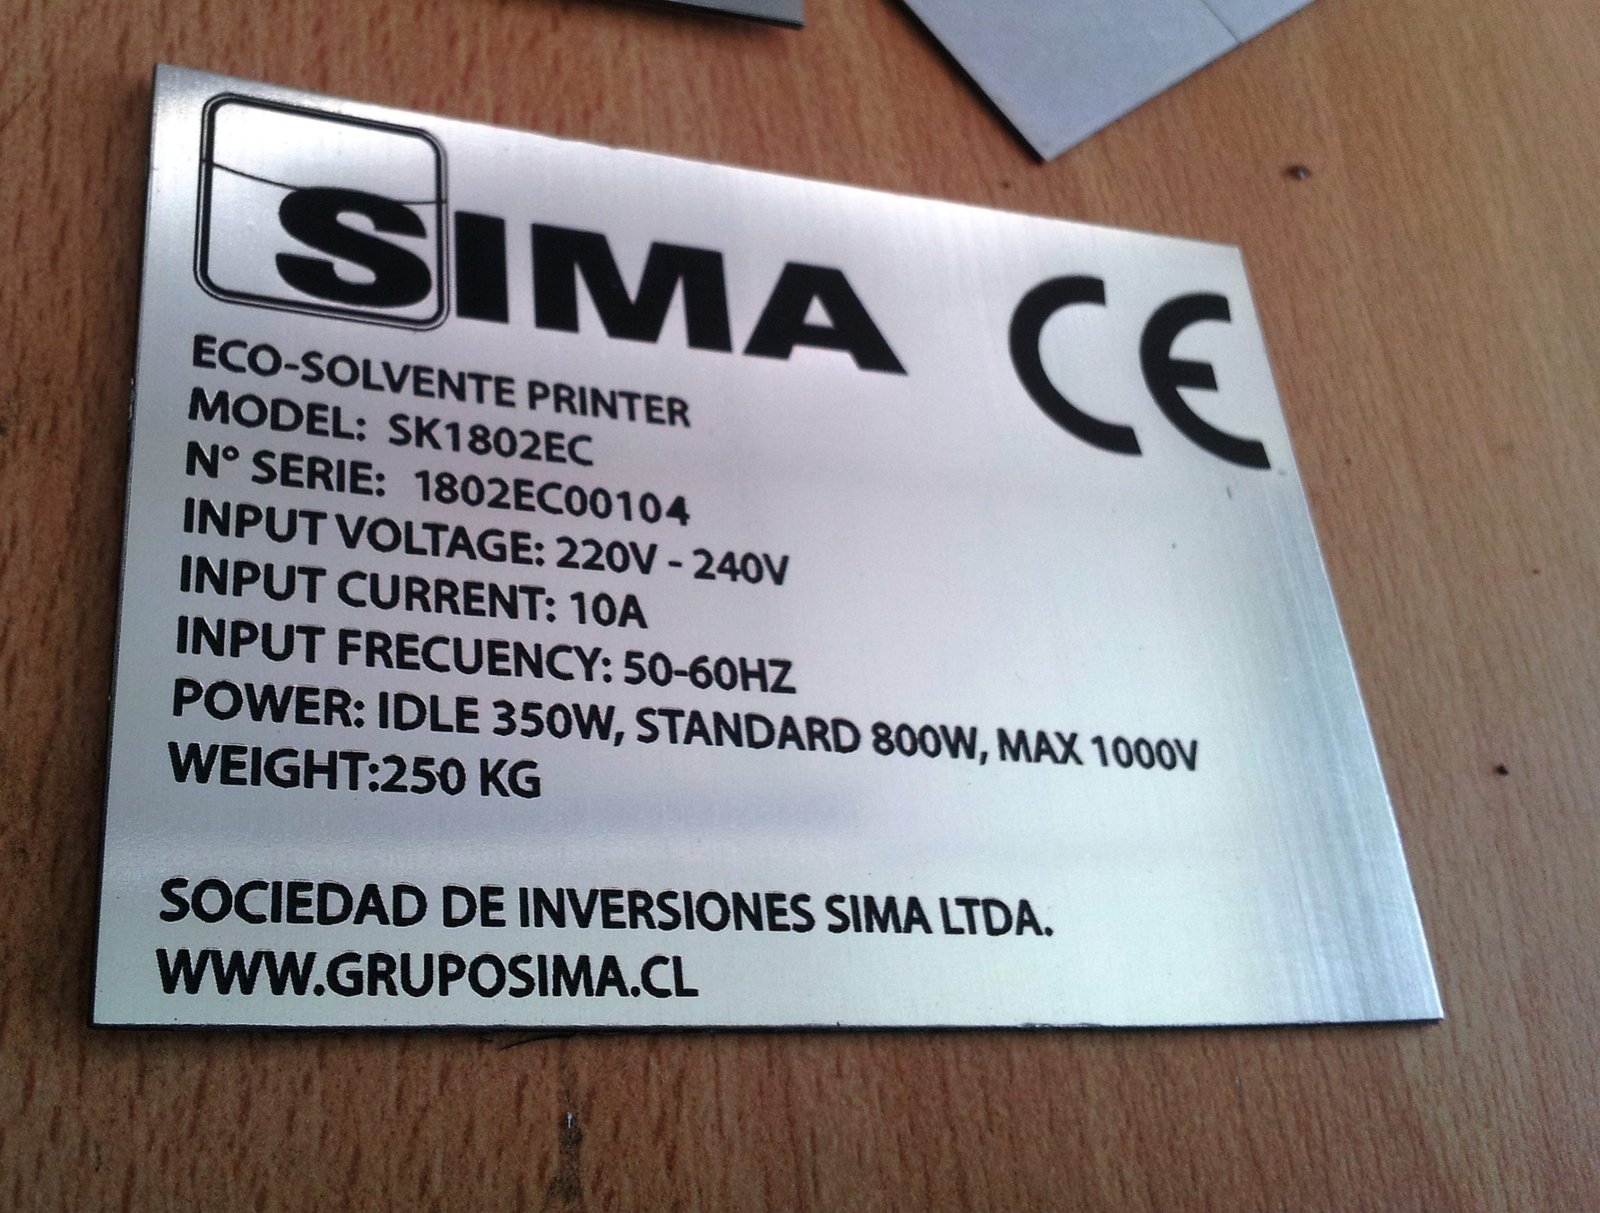 SIMA CE
ECO-SOLVENTE PRINTER
MODEL: SK1802EC
N° SERIE: 1802EC00104
INPUT VOLTAGE: 220V - 240V
INPUT CURRENT: 10A
INPUT FRECUENCY: 50-60HZ
POWER: IDLE 350W, STANDARD 800W, MAX 1000V
WEIGHT:250 KG
SOCIEDAD DE INVERSIONES SIMA LTDA.
WWW.GRUPOSIMA.CL